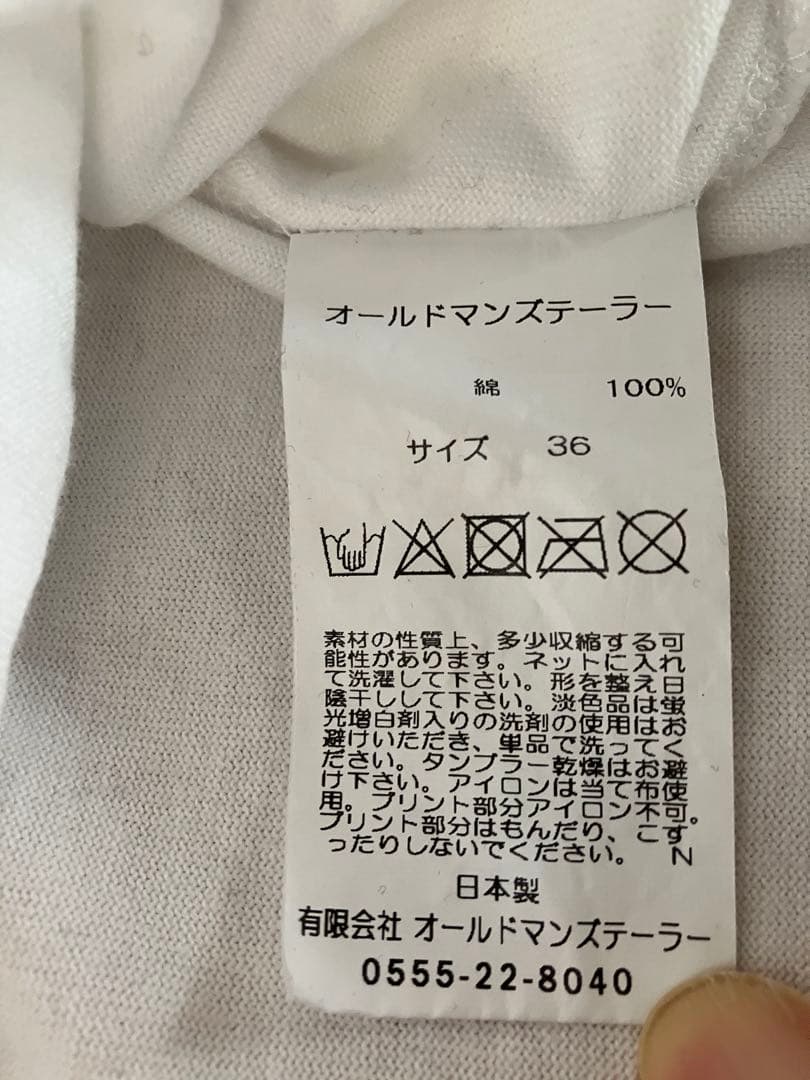 オールドマンズテーラー
綿 100%
サイズ 36
素材の性質上、多少収縮する可
能性があります。ネットに入れ
て洗濯して下さい。形を整え日
陰干しして下さい。淡色品は蛍
光増白剤入りの洗剤の使用はお
避けいただき、単品で洗ってく
ださい。タンブラー乾燥はお避
け下さい。アイロンは当て布使
用。プリント部分アイロン不可。
プリント部分はもんだり、こす
ったりしないでください。 N
日本製
有限会社 オールドマンズテーラー
0555-22-8040